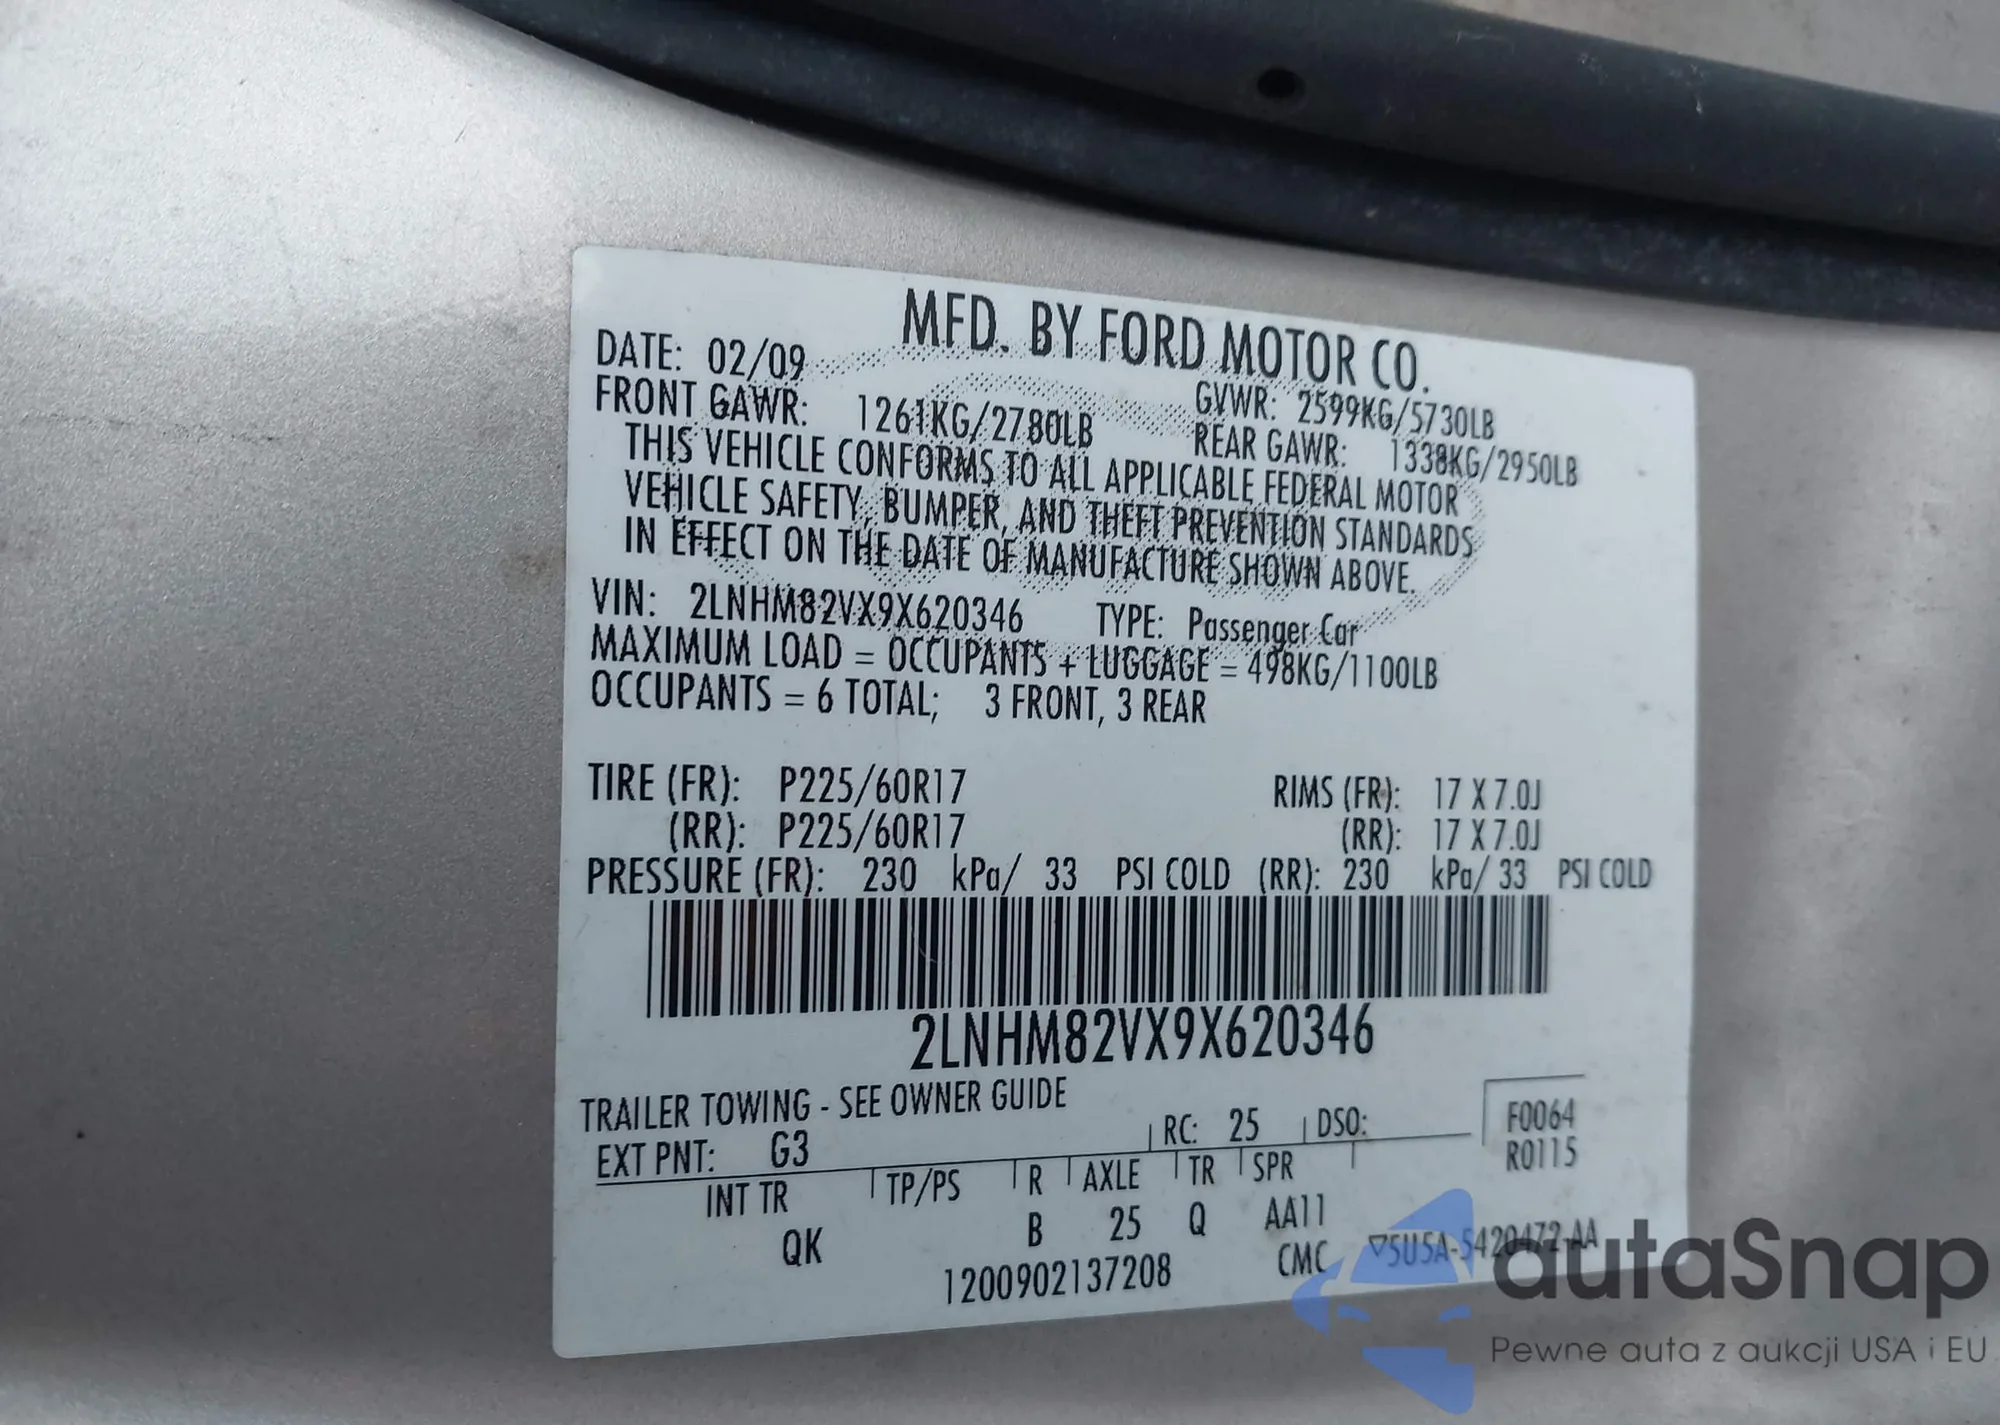 MFD. BY FORD MOTOR CO.
DATE: 02/09
GVWR: 2599KG/5730LB
FRONT GAWR: 1261KG/2780LB
REAR GAWR: 1338KG/2950LB
THIS VEHICLE CONFORMS TO ALL APPLICABLE FEDERAL MOTOR
VEHICLE SAFETY, BUMPER, AND THEFT PREVENTION STANDARDS
IN EFFECT ON THE DATE OF MANUFACTURE SHOWN ABOVE.
VIN: 2LNHM82VX9X620346 TYPE: Passenger Car
MAXIMUM LOAD = OCCUPANTS + LUGGAGE = 498KG/1100LB
OCCUPANTS = 6 TOTAL; 3 FRONT, 3 REAR
TIRE (FR): P225/60R17 RIMS (FR): 17 X 7.0J
(RR): P225/60R17 (RR): 17 X 7.0J
PRESSURE (FR): 230 kPa/ 33 PSI COLD (RR): 230 kPa/ 33 PSI COLD
2LNHM82VX9X620346
TRAILER TOWING - SEE OWNER GUIDE
EXT PNT: G3 RC: 25 DSO:
F0064
R0115
INT TR TP/PS R AXLE TR SPR
QK B 25 Q AA11
1200902137208 CMC ▽5U5A-5420472-AA
autaSnap
Pewne auta z aukcji USA i EU